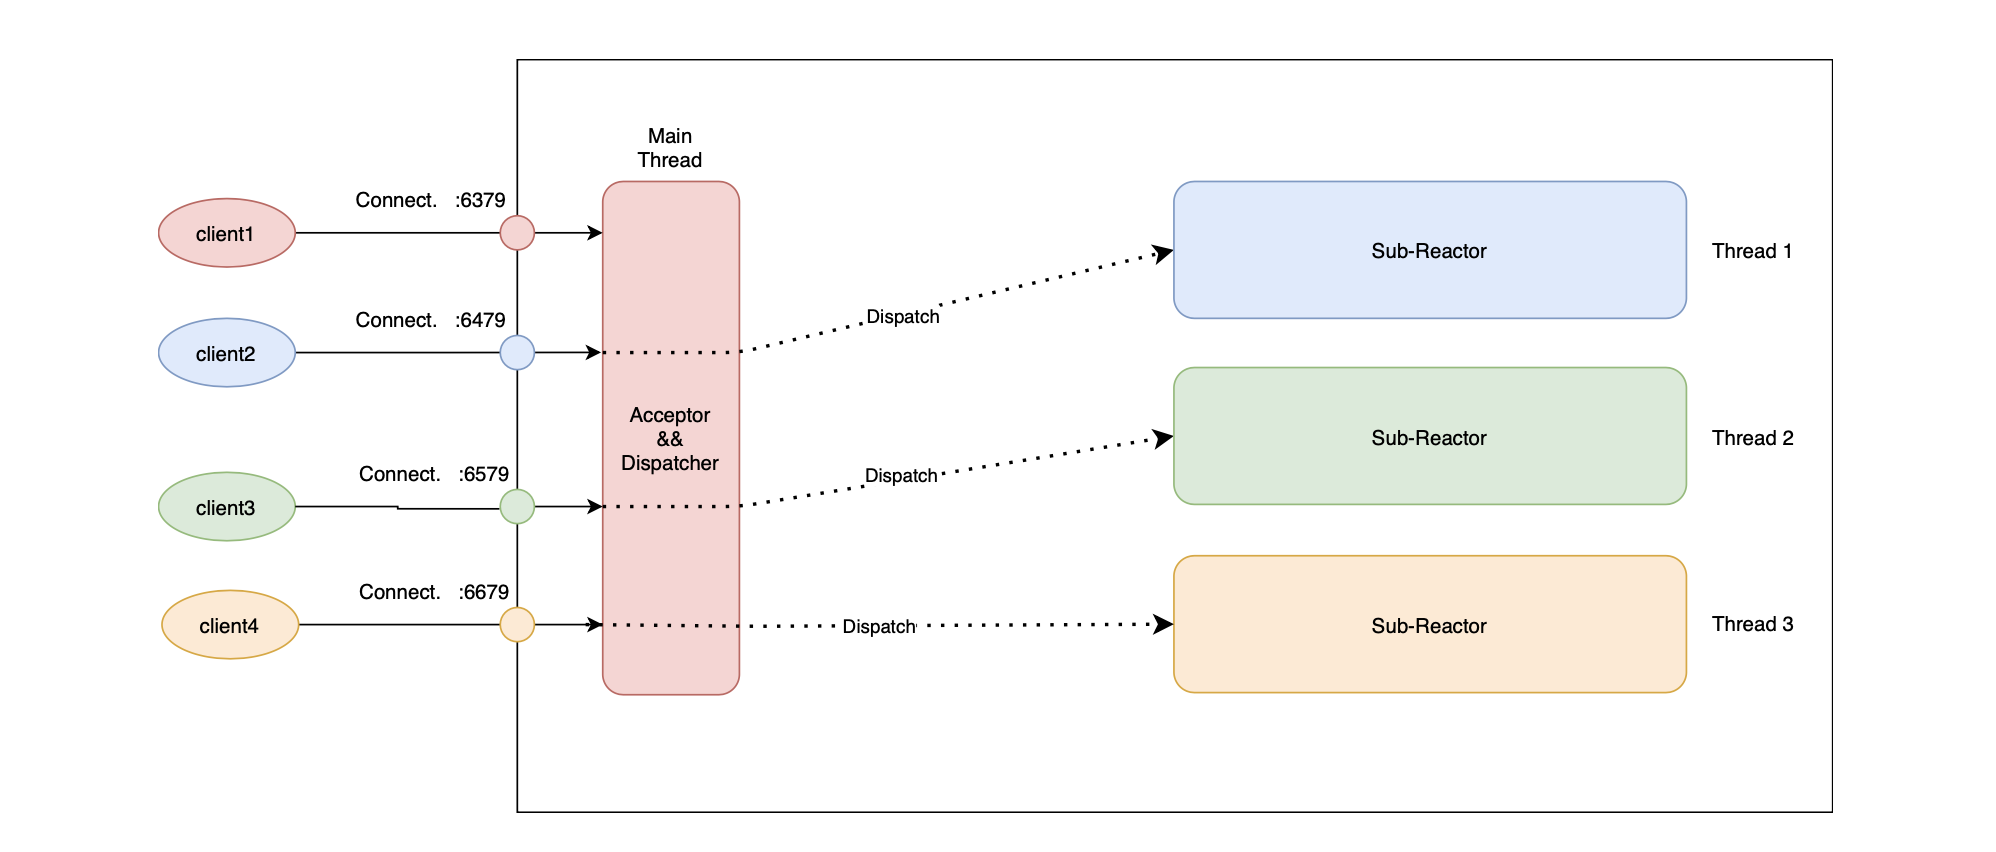 Main
Thread
Connect. :6379
client1
Sub-Reactor
Thread 1
Connect. :6479
Dispatch
client2
Acceptor
&&
Dispatcher
Sub-Reactor
Thread 2
Connect. :6579
Dispatch
client3
Connect. :6679
client4
Dispatch
Sub-Reactor
Thread 3